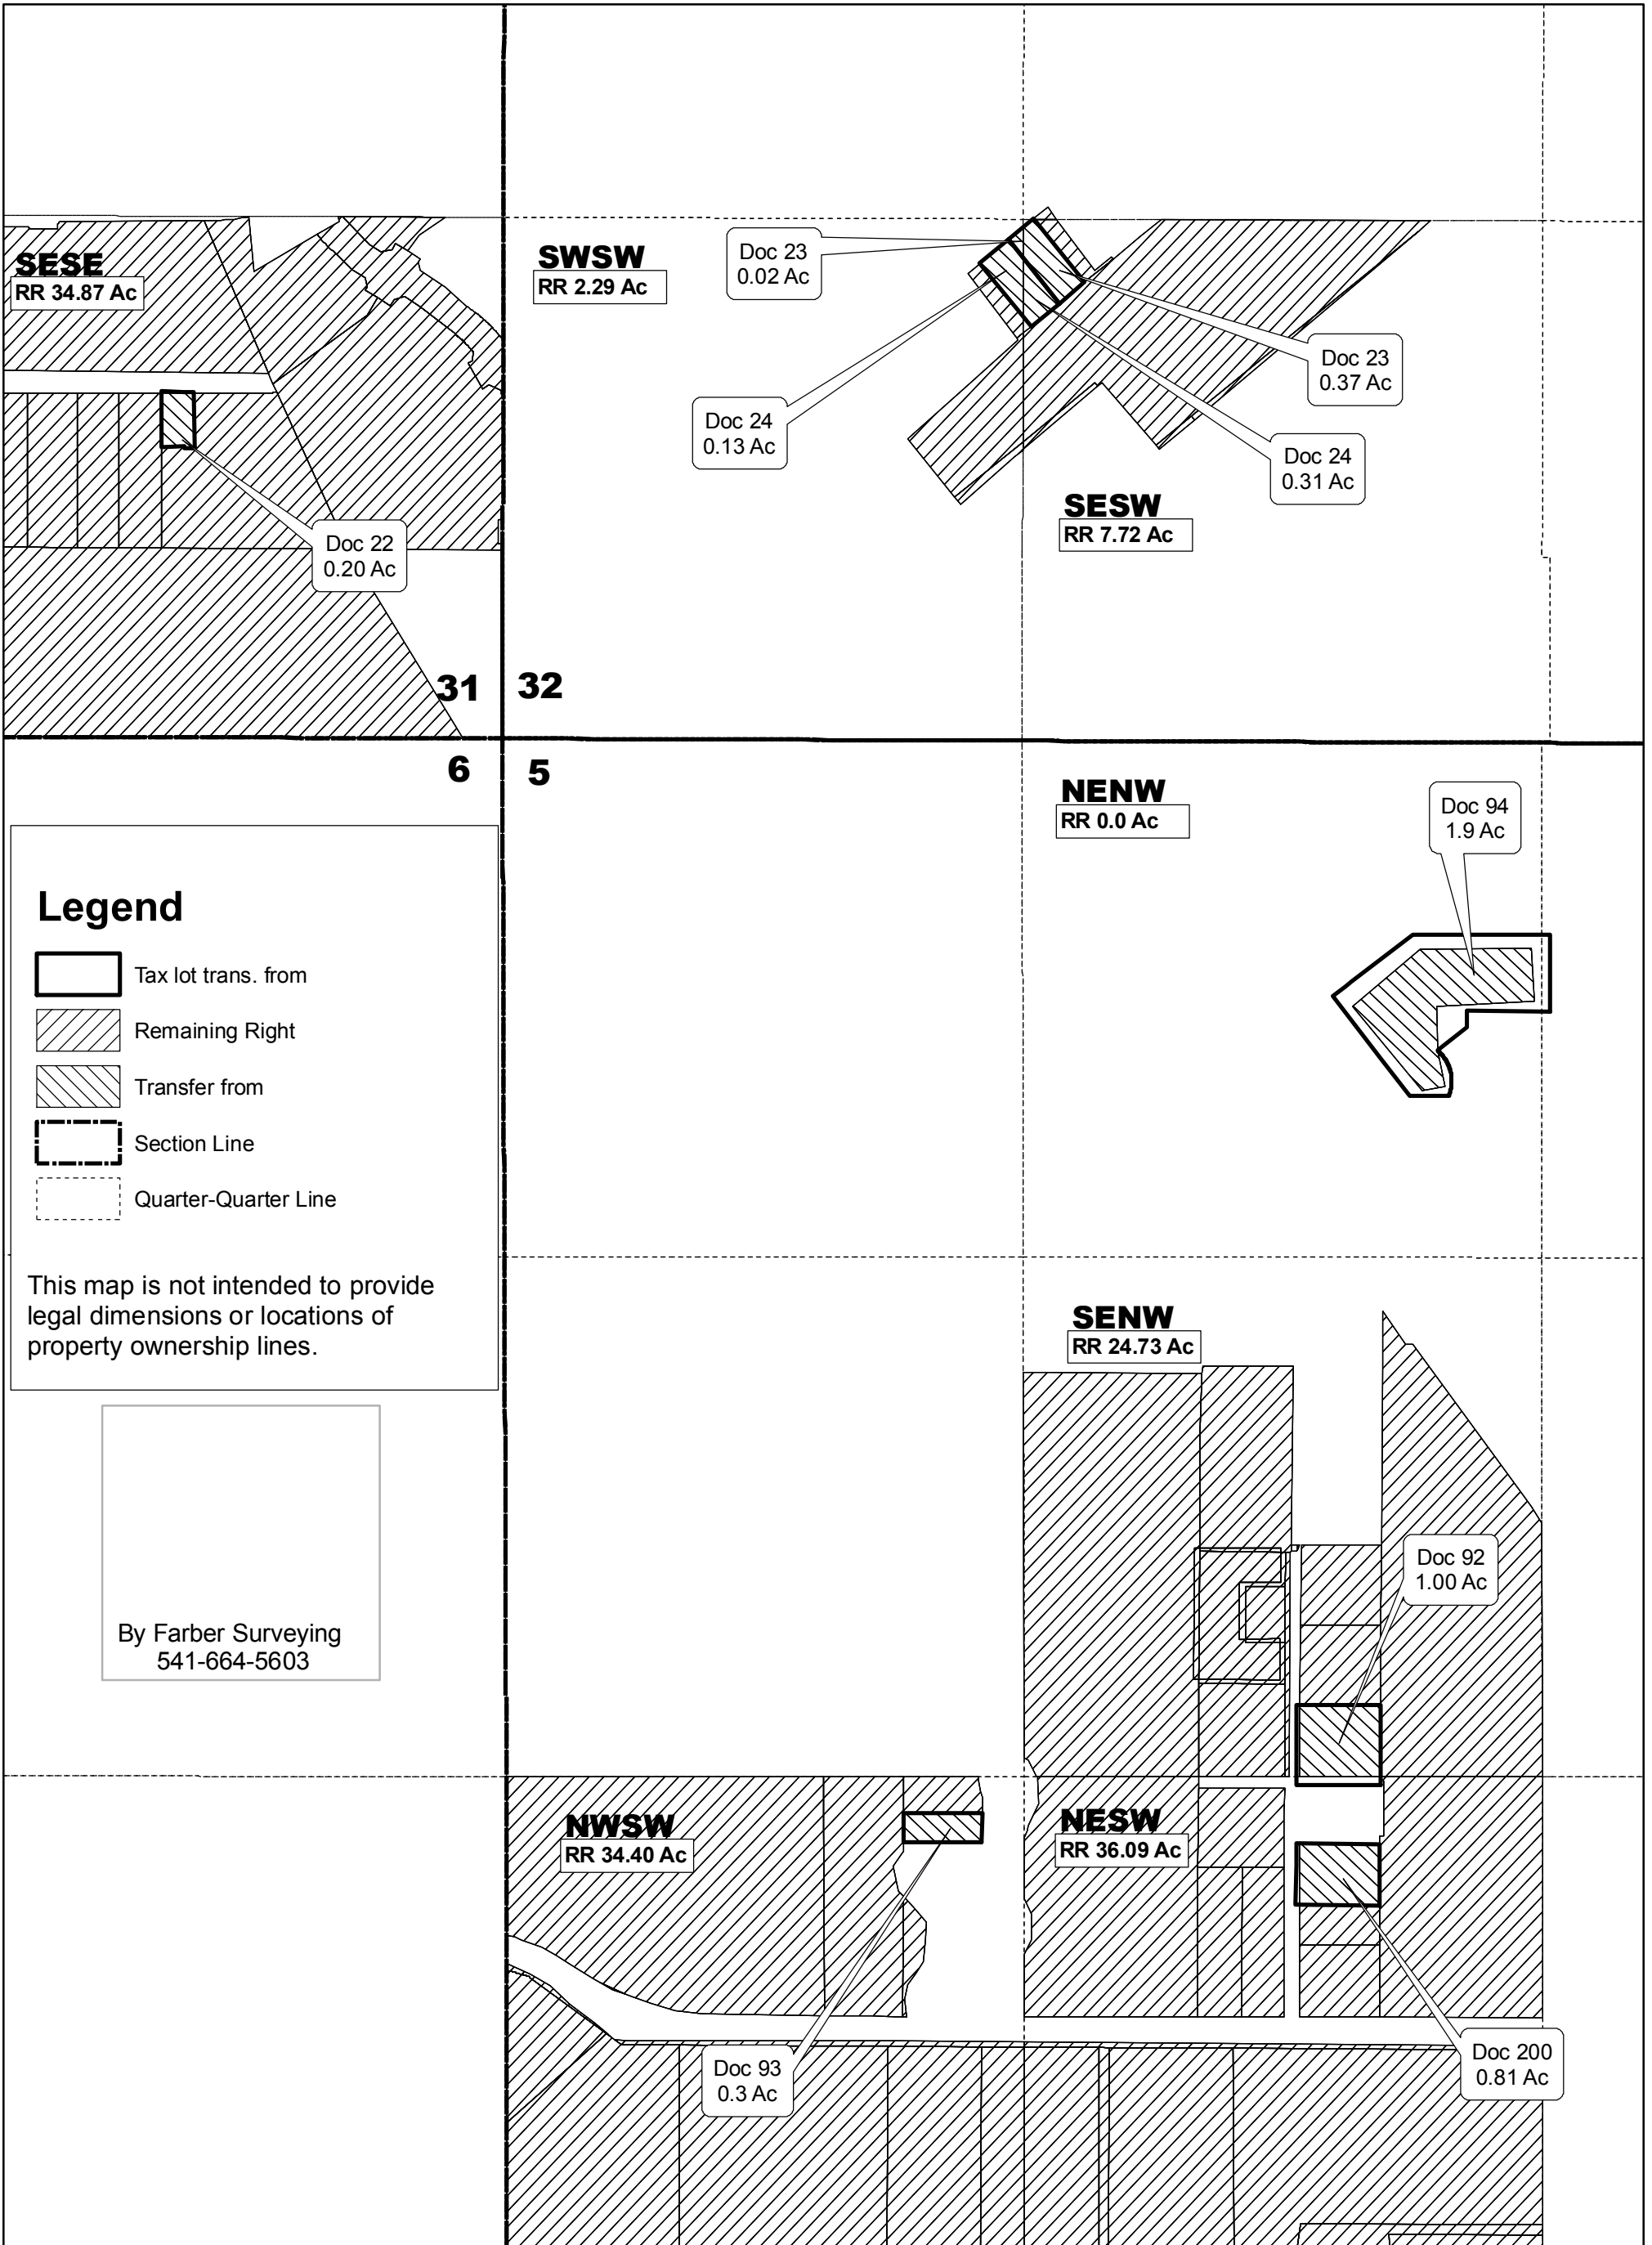 SESE
RR 34.87 Ac
SWSW
RR 2.29 Ac
Doc 23
0.02 Ac
Doc 23
0.37 Ac
Doc 24
0.13 Ac
Doc 24
0.31 Ac
SESW
RR 7.72 Ac
Doc 22
0.20 Ac
31
32
6
5
NENW
RR 0.0 Ac
Doc 94
1.9 Ac
Legend
Tax lot trans. from
Remaining Right
Transfer from
Section Line
Quarter-Quarter Line
This map is not intended to provide
legal dimensions or locations of
property ownership lines.
SENW
RR 24.73 Ac
Doc 92
1.00 Ac
By Farber Surveying
541-664-5603
NWSW
RR 34.40 Ac
NESW
RR 36.09 Ac
Doc 93
0.3 Ac
Doc 200
0.81 Ac